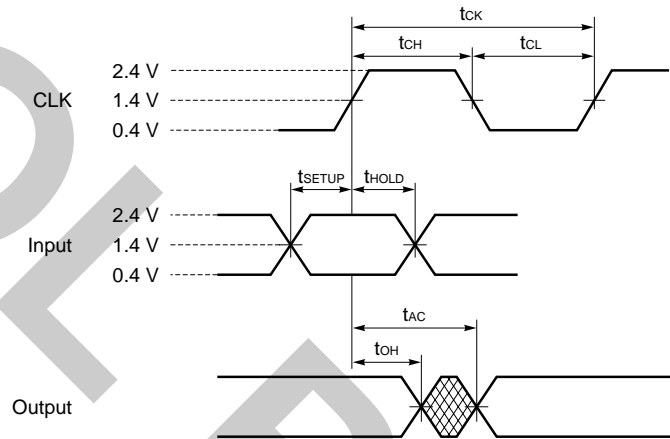 tCK
tCH tCL
2.4 V
CLK 1.4 V
0.4 V
tSETUP tHOLD
2.4 V
Input 1.4 V
0.4 V
tAC
tOH
Output